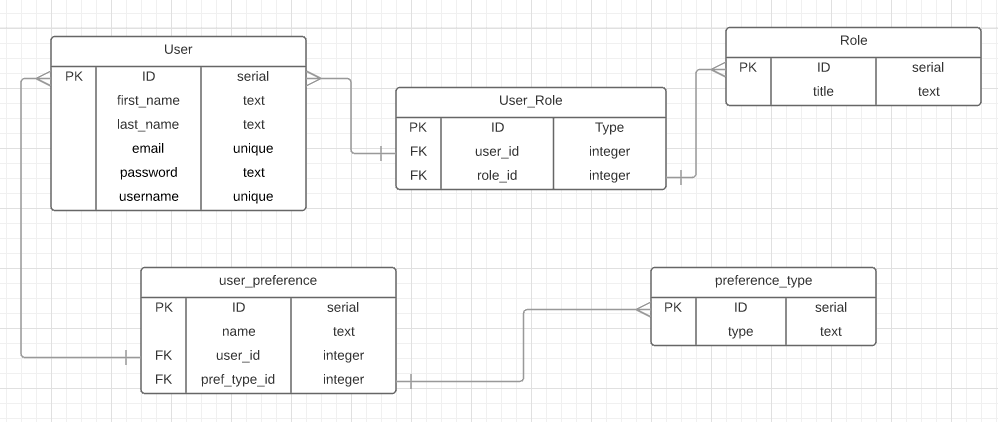 User
PK ID serial
first_name text
last_name text
email unique
password text
username unique
User_Role
PK ID Type
FK user_id integer
FK role_id integer
Role
PK ID serial
title text
user_preference
PK ID serial
name text
FK user_id integer
FK pref_type_id integer
preference_type
PK ID serial
type text